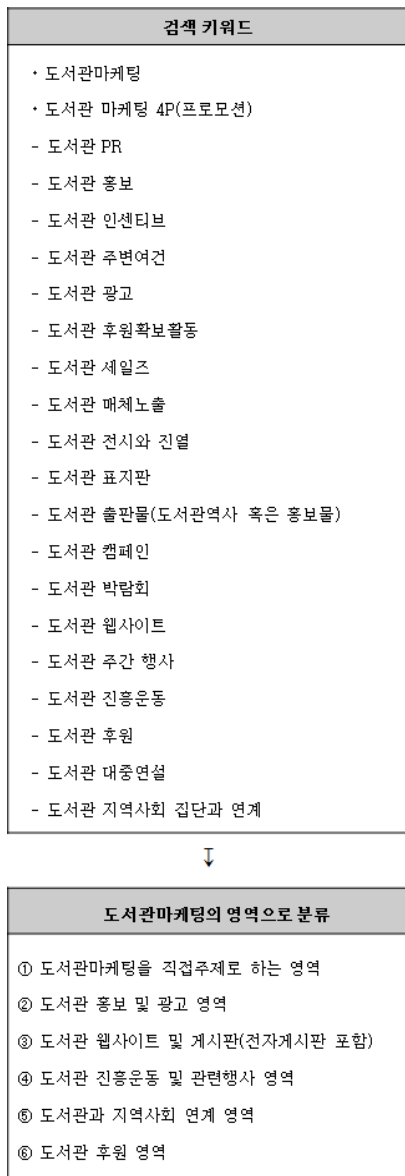 검색 키워드
・도서관마케팅
・도서관 마케팅 4P(프로모션)
- 도서관 PR
- 도서관 홍보
- 도서관 인센티브
- 도서관 주변여건
- 도서관 광고
- 도서관 후원확보활동
- 도서관 세일즈
- 도서관 매체노출
- 도서관 전시와 진열
- 도서관 표지판
- 도서관 출판물(도서관역사 혹은 홍보물)
- 도서관 캠페인
- 도서관 박람회
- 도서관 웹사이트
- 도서관 주간 행사
- 도서관 진흥운동
- 도서관 후원
- 도서관 대중연설
- 도서관 지역사회 집단과 연계
↧
도서관마케팅의 영역으로 분류
① 도서관마케팅을 직접주제로 하는 영역
② 도서관 홍보 및 광고 영역
③ 도서관 웹사이트 및 게시판(전자게시판 포함)
④ 도서관 진흥운동 및 관련행사 영역
⑤ 도서관과 지역사회 연계 영역
⑥ 도서관 후원 영역